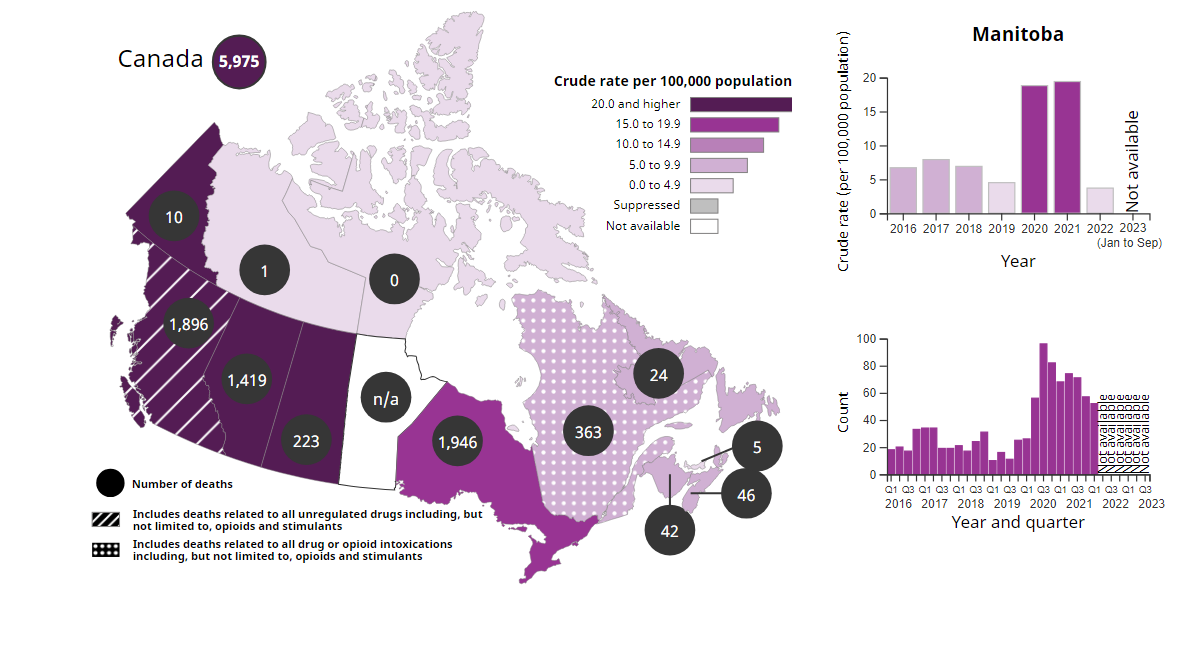 Canada 5,975
Crude rate per 100,000 population
20.0 and higher
15.0 to 19.9
10.0 to 14.9
5.0 to 9.9
0.0 to 4.9
Suppressed
Not available
10
1
0
1,896
1,419
223
n/a
1,946
363
24
5
46
42
Number of deaths
Includes deaths related to all unregulated drugs including, but
not limited to, opioids and stimulants
Includes deaths related to all drug or opioid intoxications
including, but not limited to, opioids and stimulants
Manitoba
Crude rate (per 100,000 population)
20
15
10
5
0
Not available
2016 2017 2018 2019 2020 2021 2022 2023
(Jan to Sep)
Year
Count
100
80
60
40
20
0
Not available
Not available
Not available
Not available
Not available
Not available
Q1 Q3 Q1 Q3 Q1 Q3 Q1 Q3 Q1 Q3 Q1 Q3 Q1 Q3 Q1 Q3
2016 2017 2018 2019 2020 2021 2022 2023
Year and quarter